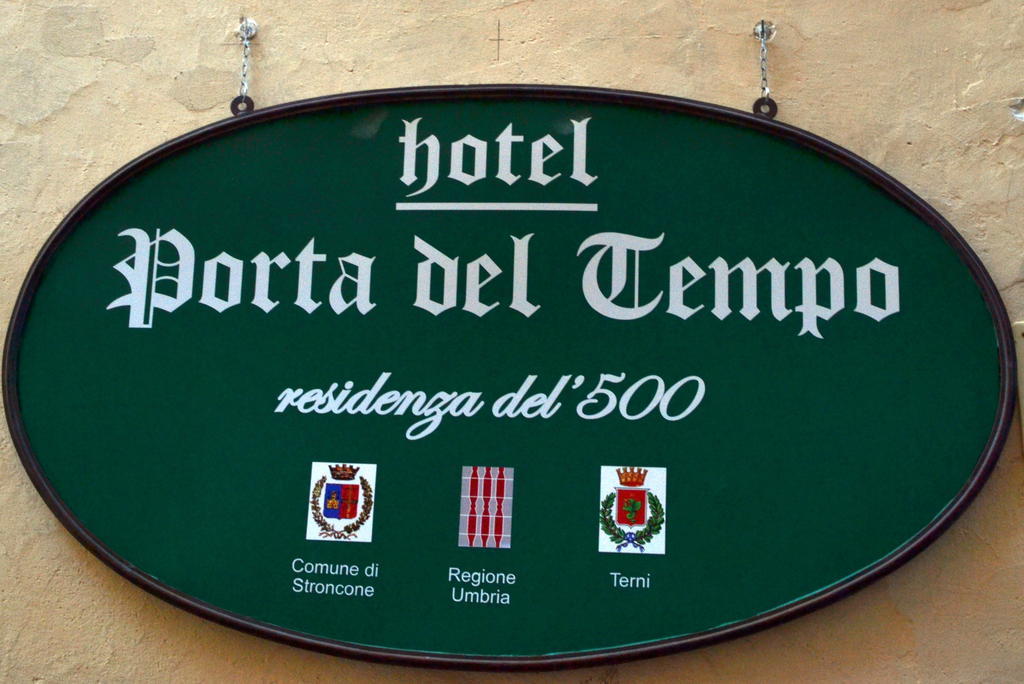 hotel
Porta del Tempo
residenza del '500
Comune di
Stroncone
Regione
Umbria
Terni